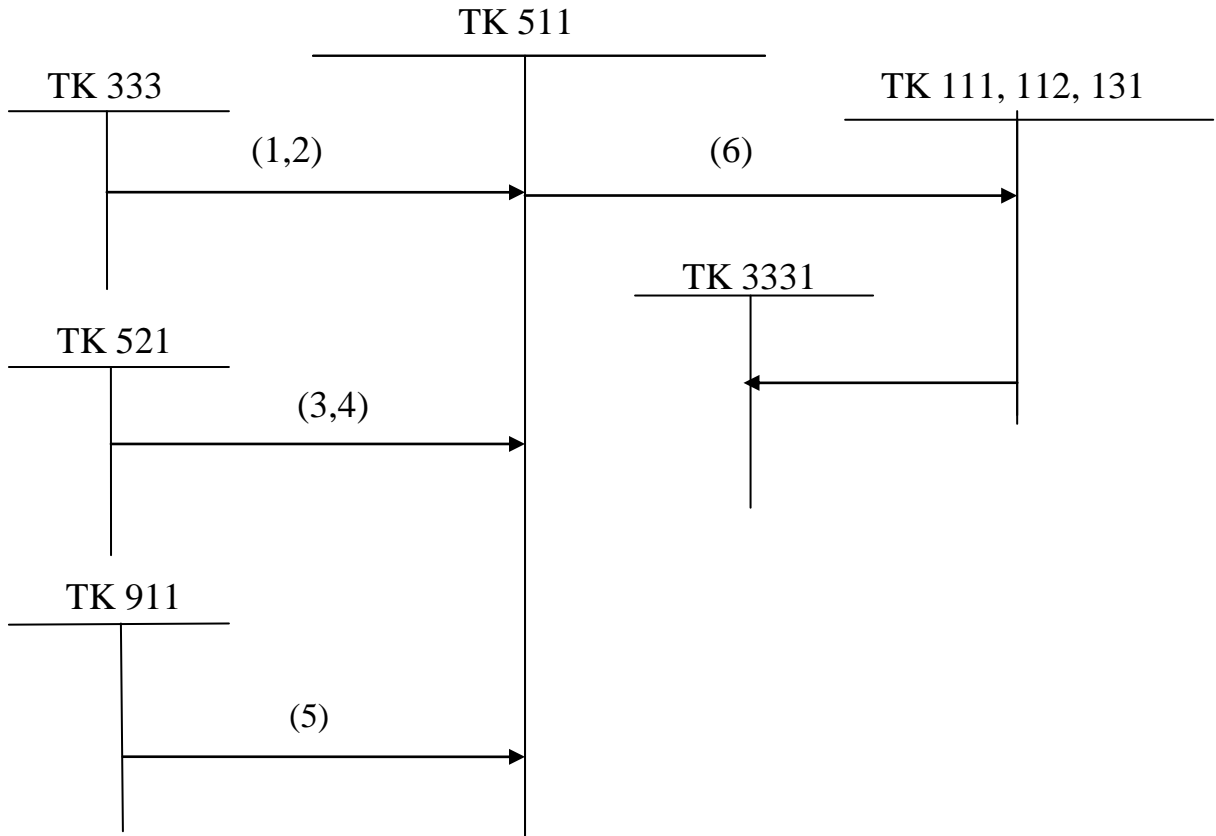 TK 511
TK 333
TK 111, 112, 131
(1,2)
(6)
TK 3331
TK 521
(3,4)
TK 911
(5)